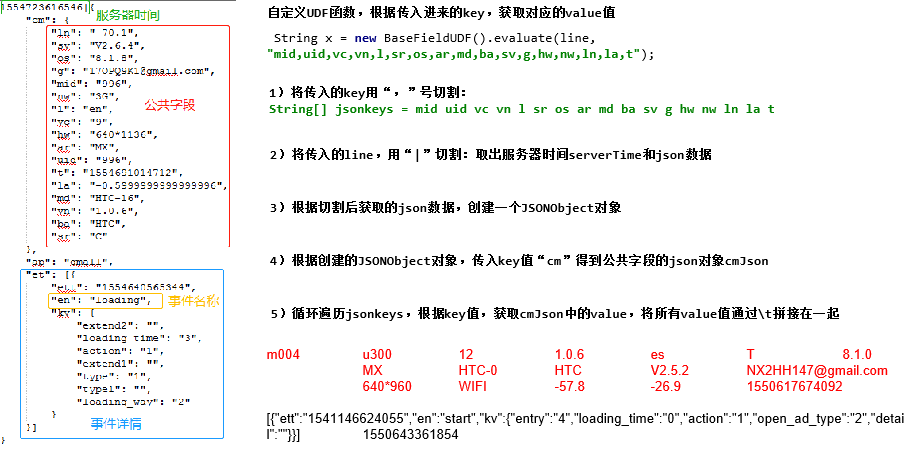 1554723616546|{
服务器时间
"cm": {
"ln": "-70.1",
"sv": "V2.6.4",
"os": "8.1.8",
"g":
"mid": "996",
"nw": "3G",
公共字段
"l": "en",
"vc": "9",
"hw": "640*1136",
"ar": "MX",
"uid": "996",
"t":
"la":
"md": "HTC-16",
"vn": "1.0.6",
"ba": "HTC",
"sr":
},
"ap": "gmall",
"et": [{
"ett":
"en": "loading",
事件名称
"kv": {
"extend2": "",
"loading_time": "3",
"action": "1",
"extend1": "",
"type": "1",
"type1": "",
"loading_way": "2"
}
事件详情
}]
}
自定义UDF函数，根据传入进来的key，获取对应的value值
String x = new BaseFieldUDF().evaluate(line,
"mid,uid,vc,vn,l,sr,os,ar,md,ba,sv,g,hw,nw,ln,la,t");
1）将传入的key用“，”号切割：
String[] jsonkeys = mid uid vc vn l sr os ar md ba sv g hw nw ln la t
2）将传入的line，用“|”切割：取出服务器时间serverTime和json数据
3）根据切割后获取的json数据，创建一个JSONObject对象
4）根据创建的JSONObject对象，传入key值“cm”得到公共字段的json对象cmJson
5）循环遍历jsonkeys，根据key值，获取cmJson中的value，将所有value值通过\t拼接在一起
m004 u300 12 1.0.6 es T 8.1.0
MX HTC-0 HTC V2.5.2 NX2HH147@gmail.com
640*960 WIFI -57.8 -26.9 1550617674092
[{"ett":"1541146624055","en":"start","kv":{"entry":"4","loading_time":"0","action":"1","open_ad_type":"2","detai
l":""}}] 1550643361854